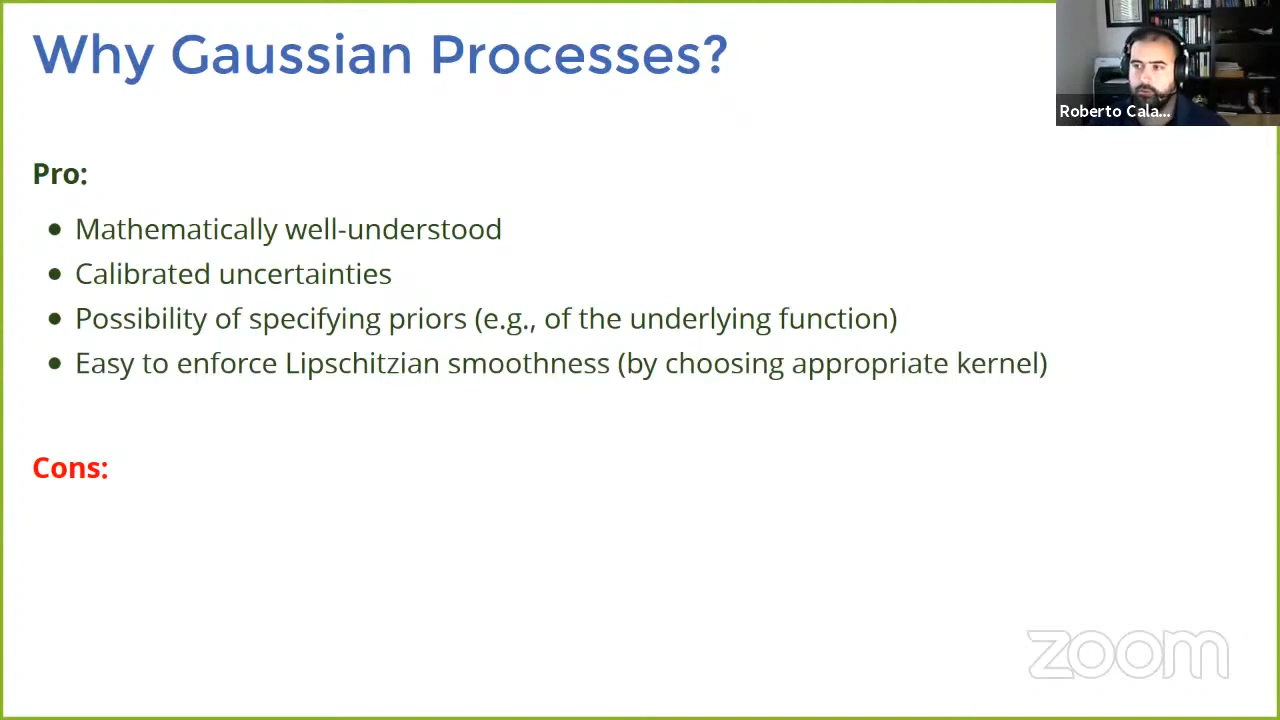 Why Gaussian Processes?
Roberto Cala...
Pro:
Mathematically well-understood
Calibrated uncertainties
Possibility of specifying priors (e.g., of the underlying function)
Easy to enforce Lipschitzian smoothness (by choosing appropriate kernel)
Cons:
zoom